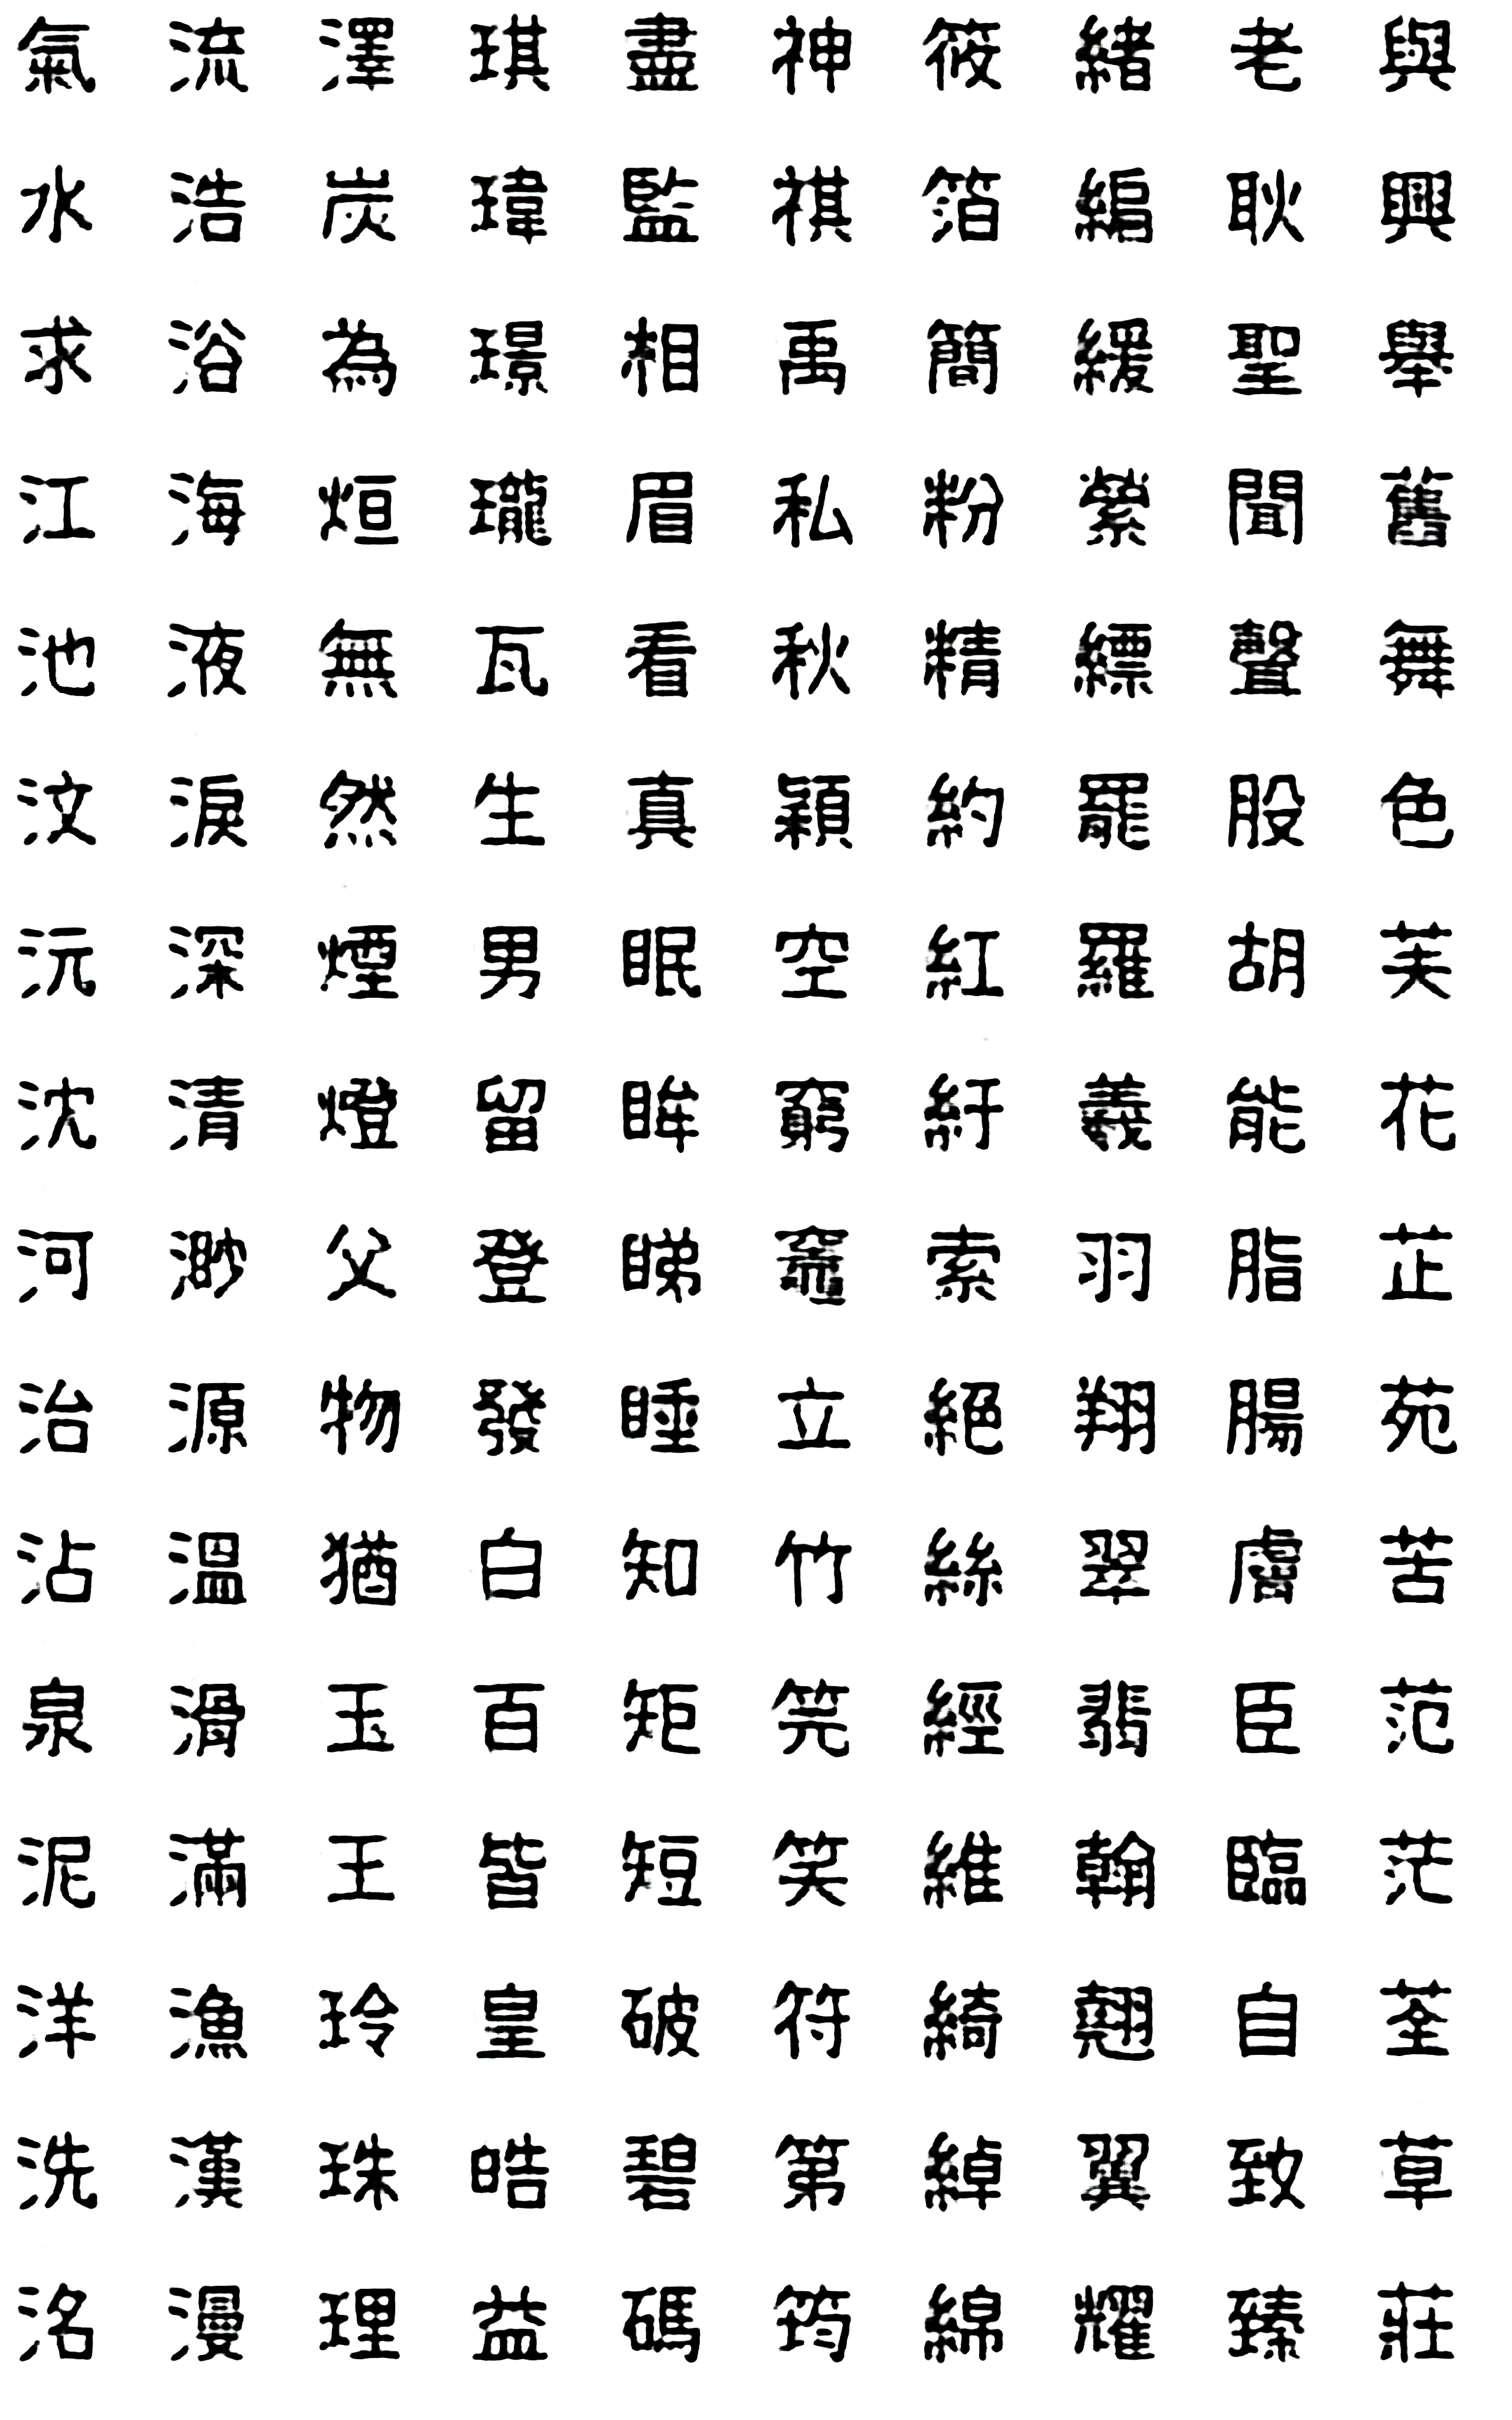 氣水求江池汶沅沈河治沾泉泥洋洗洛
流浩浴海液淚深清渺源溫滑滿漁漢漫
澤炭為烜無然煙燈父物猶玉王玲珠理
琪瑋璟瓏瓦生男留登發白百皆皇皓益
盡監相眉看真眠眸睇睡知矩短破碧碼
神祺禹私秋穎空窮竈立竹笎笑符第筠
筱箔簡粉精約紅紆索絕絲經維綺綽綿
緒編緩縈縹罷羅羲羽翔翠翡翰翹翼耀
老耿聖聞聲股胡能脂腸膚臣臨自致臻
與興舉舊舞色芙花芷苑苦范茫荃草莊